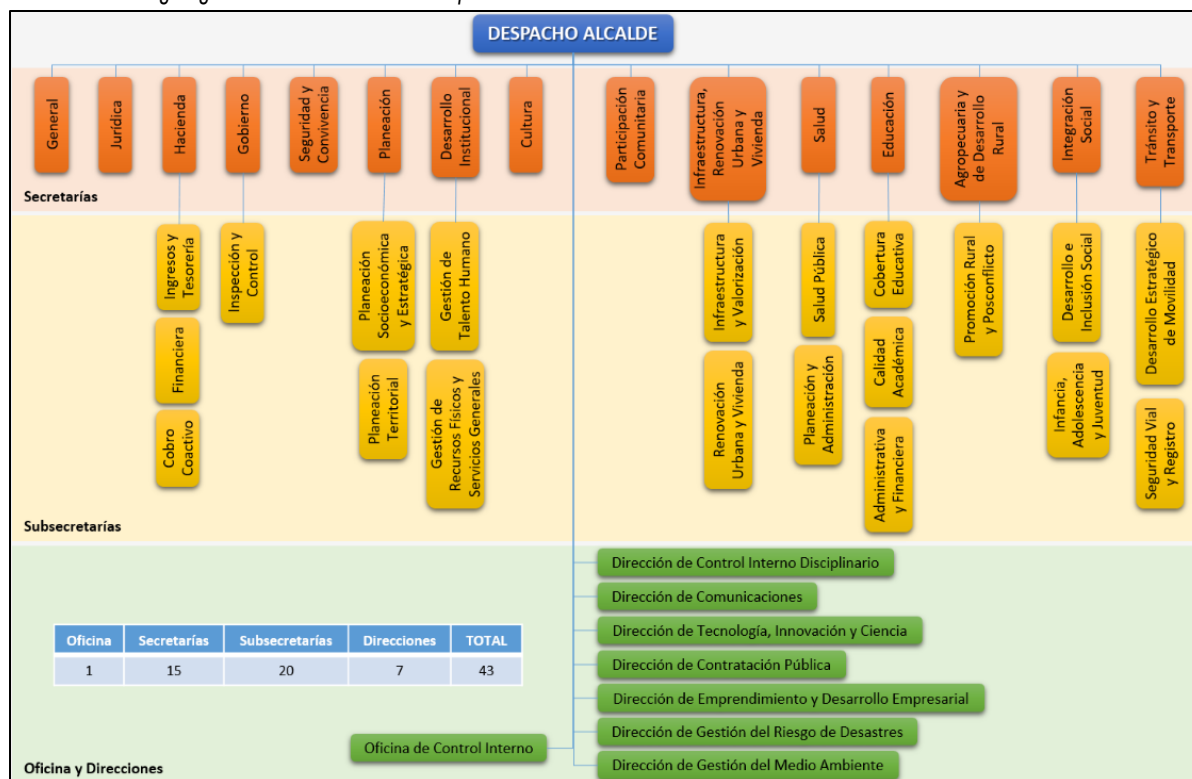 DESPACHO ALCALDE
General
Jurídica
Hacienda
Gobierno
Seguridad y
Convivencia
Planeación
Desarrollo
Institucional
Cultura
Participación
Comunitaria
Infraestructura,
Renovación
Urbana y
Vivienda
Salud
Educación
Agropecuaria y
de Desarrollo
Rural
Integración
Social
Tránsito y
Transporte
Secretarías
Ingresos y
Tesorería
Financiera
Cobro
Coactivo
Inspección y
Control
Planeación
Socioeconómica
y Estratégica
Planeación
Territorial
Gestión de
Talento Humano
Gestión de
Recursos Físicos y
Servicios Generales
Infraestructura
y Valorización
Renovación
Urbana y Vivienda
Salud Pública
Planeación y
Administración
Cobertura
Educativa
Calidad
Académica
Administrativa
y Financiera
Promoción Rural
y Posconflicto
Desarrollo e
Inclusión Social
Infancia,
Adolescencia
y Juventud
Desarrollo Estratégico
de Movilidad
Seguridad Vial
y Registro
Subsecretarías
Dirección de Control Interno Disciplinario
Dirección de Comunicaciones
Dirección de Tecnología, Innovación y Ciencia
Dirección de Contratación Pública
Dirección de Emprendimiento y Desarrollo Empresarial
Dirección de Gestión del Riesgo de Desastres
Dirección de Gestión del Medio Ambiente
Oficina Secretarías Subsecretarías Direcciones TOTAL
1 15 20 7 43
Oficina de Control Interno
Oficina y Direcciones